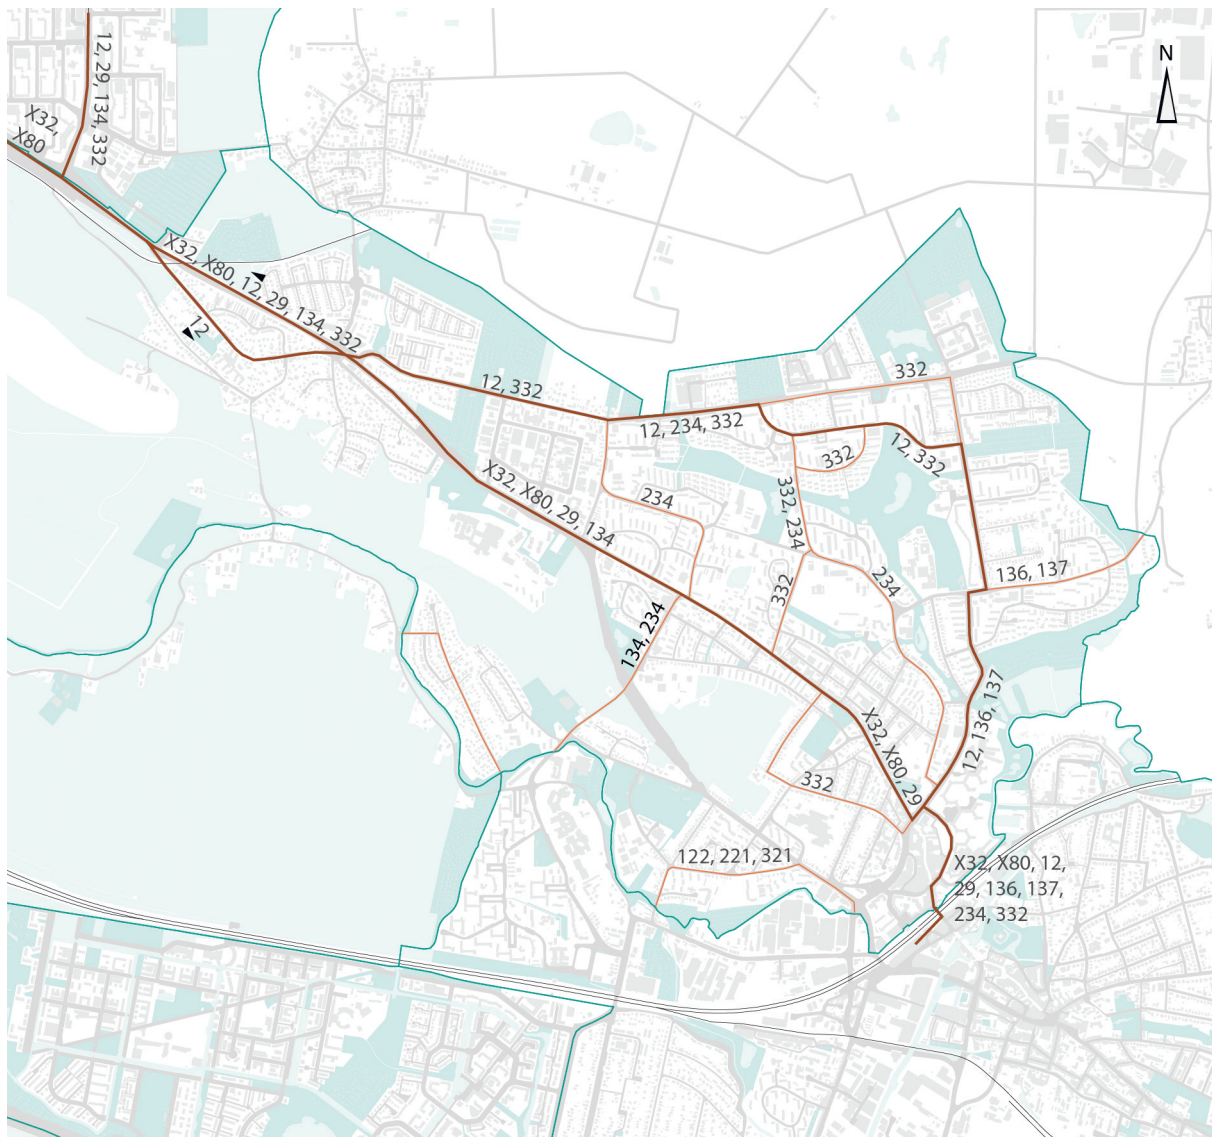 N
12, 29, 134, 332
X32,
X80
X32, X80, 12, 29, 134, 332
12
12, 332
332
12, 234, 332
12, 332
332
X32, X80, 29, 134
234
332, 234
332
234
136, 137
134, 234
12, 136, 137
X32, X80, 29
332
122, 221, 321
X32, X80, 12,
29, 136, 137,
234, 332